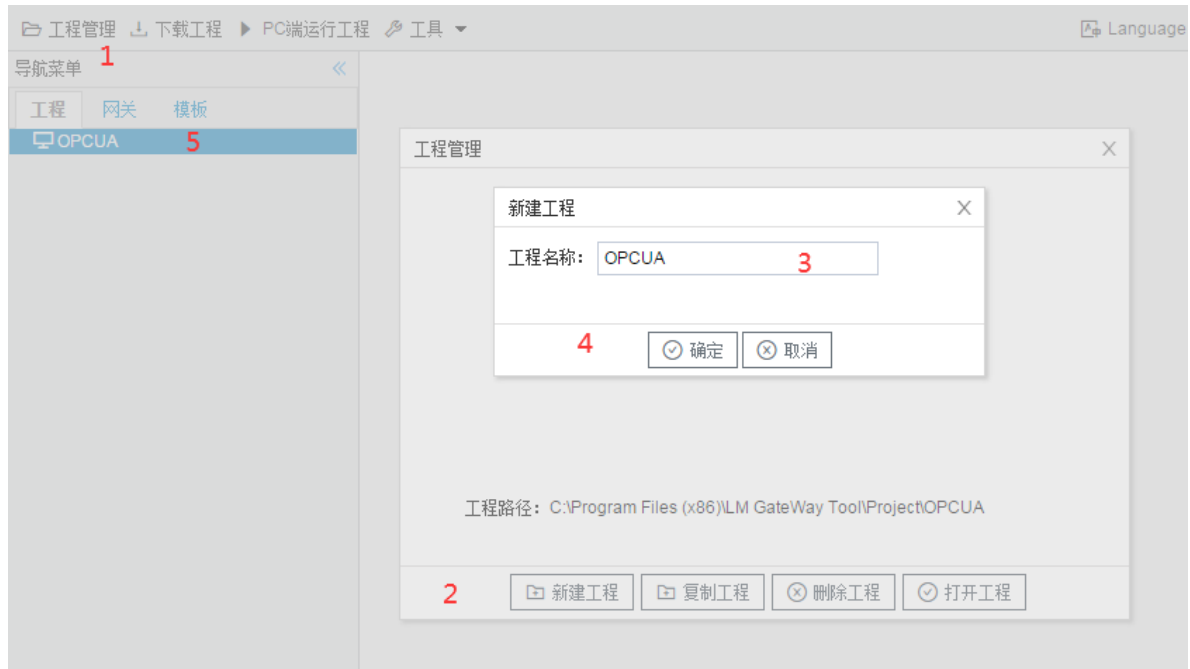 工程管理 下载工程 PC端运行工程 工具 Language
1
导航菜单
工程 网关 模板
OPCUA 5
工程管理 X
新建工程 X
工程名称： OPCUA 3
4 确定 取消
工程路径：C:\Program Files (x86)\LM GateWay Tool\Project\OPCUA
2 新建工程 复制工程 删除工程 打开工程